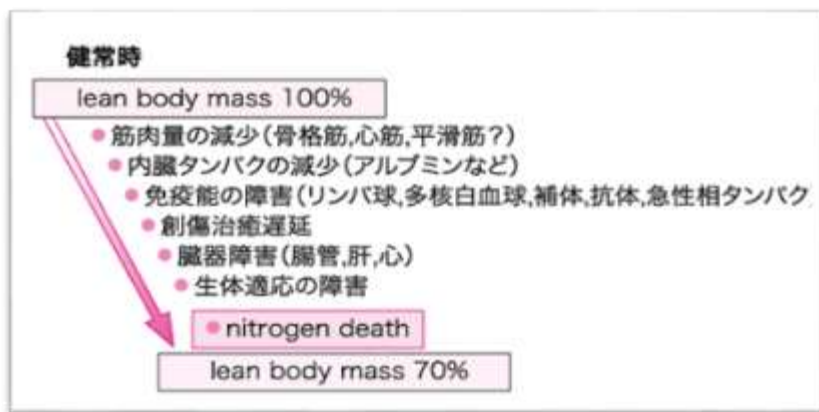 健常時
lean body mass 100%
●筋肉量の減少(骨格筋,心筋,平滑筋?)
●内臓タンパクの減少(アルブミンなど)
●免疫能の障害(リンパ球,多核白血球,補体,抗体,急性相タンパク
●創傷治癒遅延
●臓器障害(腸管,肝,心)
●生体適応の障害
●nitrogen death
lean body mass 70%